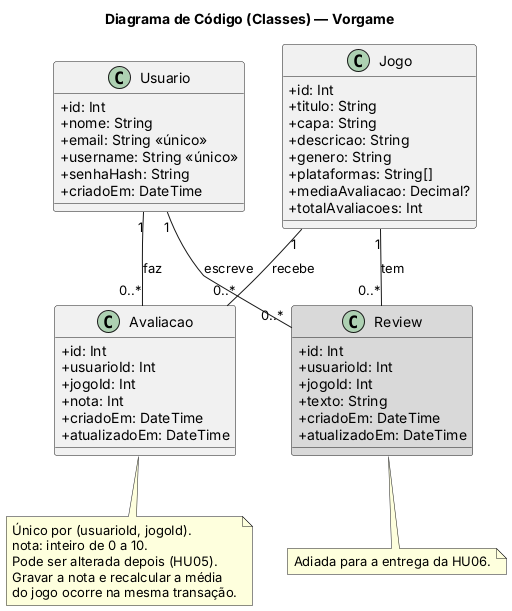 Diagrama de Código (Classes) — Vorgame
C Usuario
+id: Int
+nome: String
+email: String «único»
+username: String «único»
+senhaHash: String
+criadoEm: DateTime
C Jogo
+id: Int
+titulo: String
+capa: String
+descricao: String
+genero: String
+plataformas: String[]
+mediaAvaliacao: Decimal?
+totalAvaliacoes: Int
1 1 1 1
faz escreve recebe tem
0..* 0..* 0..* 0..*
C Avaliacao
+id: Int
+usuarioId: Int
+jogoId: Int
+nota: Int
+criadoEm: DateTime
+atualizadoEm: DateTime
C Review
+id: Int
+usuarioId: Int
+jogoId: Int
+texto: String
+criadoEm: DateTime
+atualizadoEm: DateTime
Único por (usuarioId, jogoId).
nota: inteiro de 0 a 10.
Pode ser alterada depois (HU05).
Gravar a nota e recalcular a média
do jogo ocorre na mesma transação.
Adiada para a entrega da HU06.